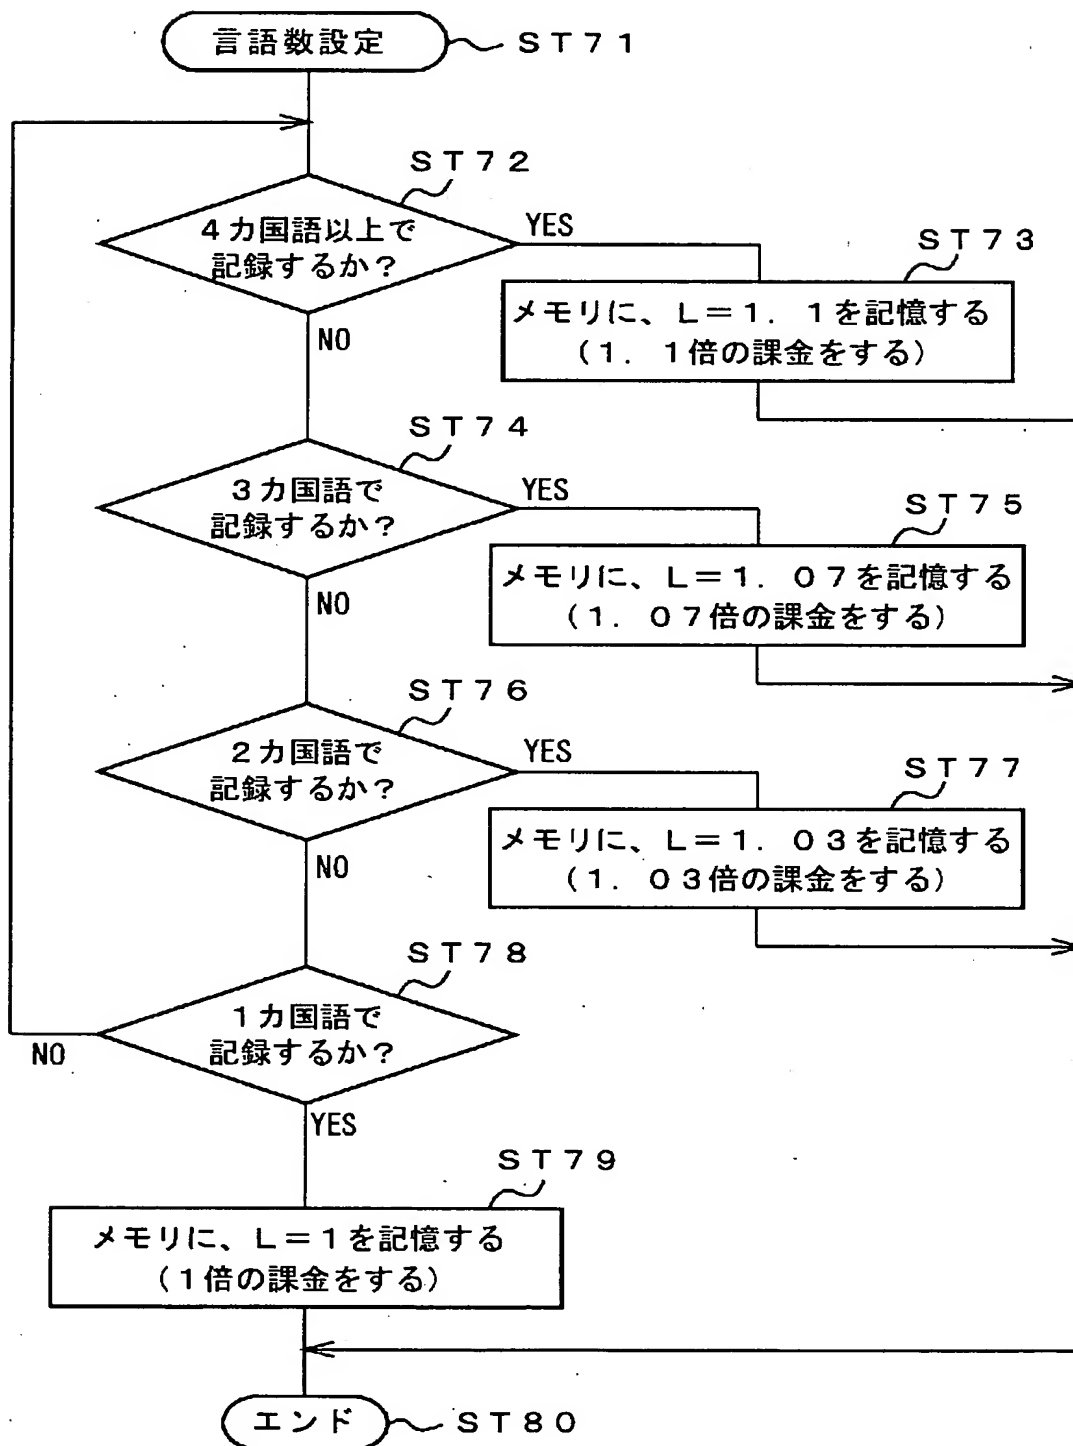 言語数設定
ST71
ST72
4カ国語以上で
記録するか?
YES
NO
ST73
メモリに、L=1.1を記憶する
(1.1倍の課金をする)
ST74
3カ国語で
記録するか?
YES
NO
ST75
メモリに、L=1.07を記憶する
(1.07倍の課金をする)
ST76
2カ国語で
記録するか?
YES
NO
ST77
メモリに、L=1.03を記憶する
(1.03倍の課金をする)
ST78
1カ国語で
記録するか?
NO
YES
ST79
メモリに、L=1を記憶する
(1倍の課金をする)
エンド
ST80